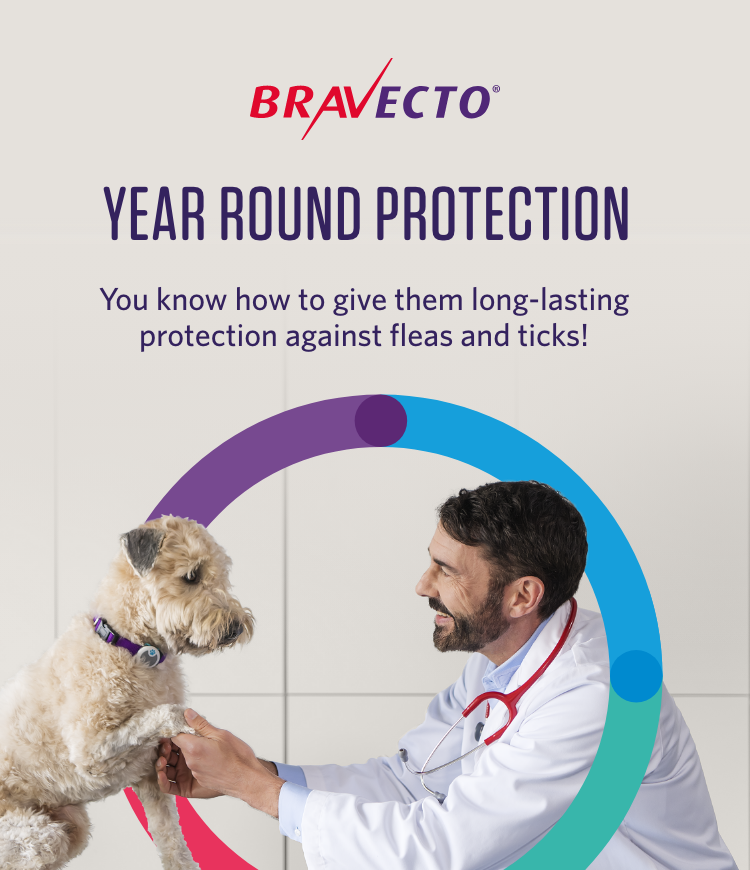 BRAVECTO®
YEAR ROUND PROTECTION
You know how to give them long-lasting
protection against fleas and ticks!